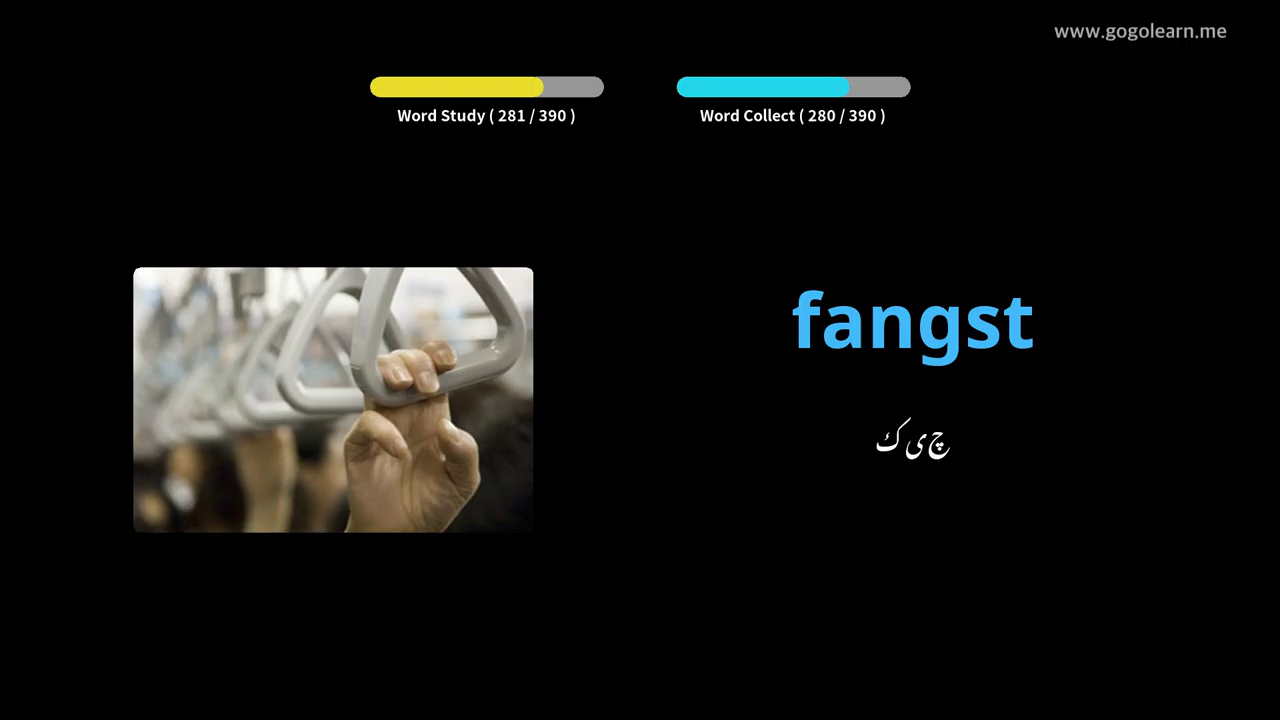 www.gogolearn.me
Word Study ( 281 / 390 )
Word Collect ( 280 / 390 )
fangst
چ ی ک